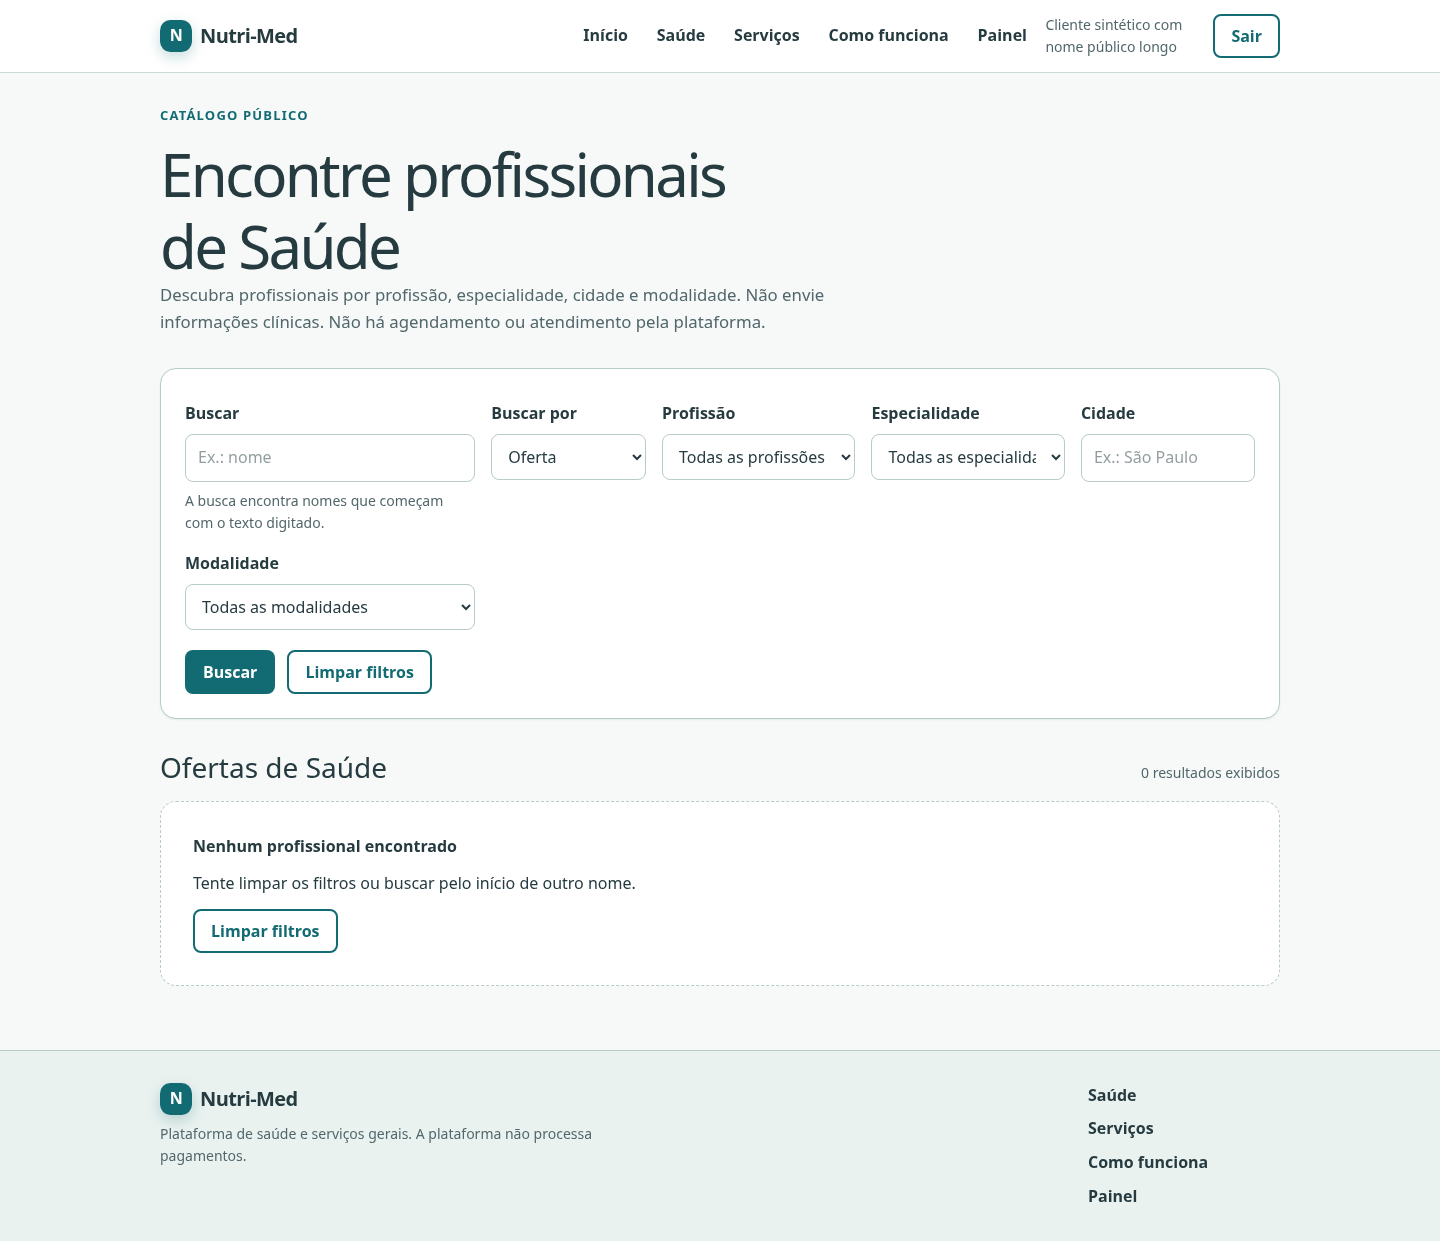 N Nutri-Med
Início Saúde Serviços Como funciona Painel
Cliente sintético com
nome público longo
Sair
CATÁLOGO PÚBLICO
Encontre profissionais
de Saúde
Descubra profissionais por profissão, especialidade, cidade e modalidade. Não envie
informações clínicas. Não há agendamento ou atendimento pela plataforma.
Buscar Buscar por Profissão Especialidade Cidade
Ex.: nome Oferta Todas as profissões Todas as especialida Ex.: São Paulo
A busca encontra nomes que começam
com o texto digitado.
Modalidade
Todas as modalidades
Buscar Limpar filtros
Ofertas de Saúde 0 resultados exibidos
Nenhum profissional encontrado
Tente limpar os filtros ou buscar pelo início de outro nome.
Limpar filtros
N Nutri-Med
Plataforma de saúde e serviços gerais. A plataforma não processa
pagamentos.
Saúde
Serviços
Como funciona
Painel